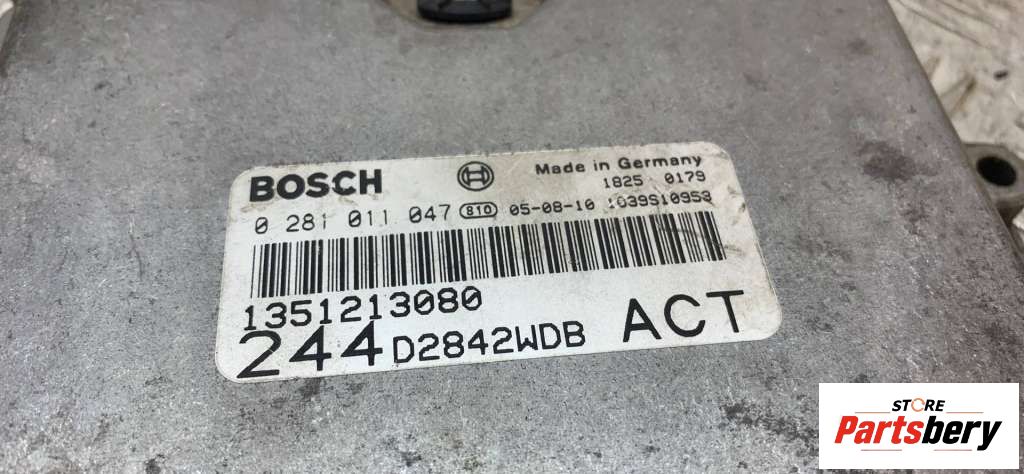 BOSCH
Made in Germany
1825 0179
0 281 011 047 810 05-08-10 1039S10953
1351213080
244 D2842WDB ACT
STORE
Partsbery